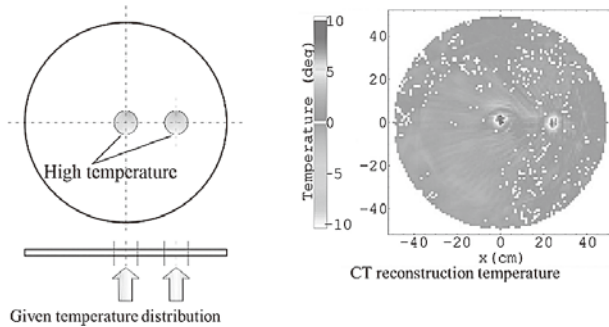 High temperature
Given temperature distribution
Temperature (deg)
10
5
0
-5
-10
40
20
0
-20
-40
-40 -20 0 20 40
x (cm)
CT reconstruction temperature